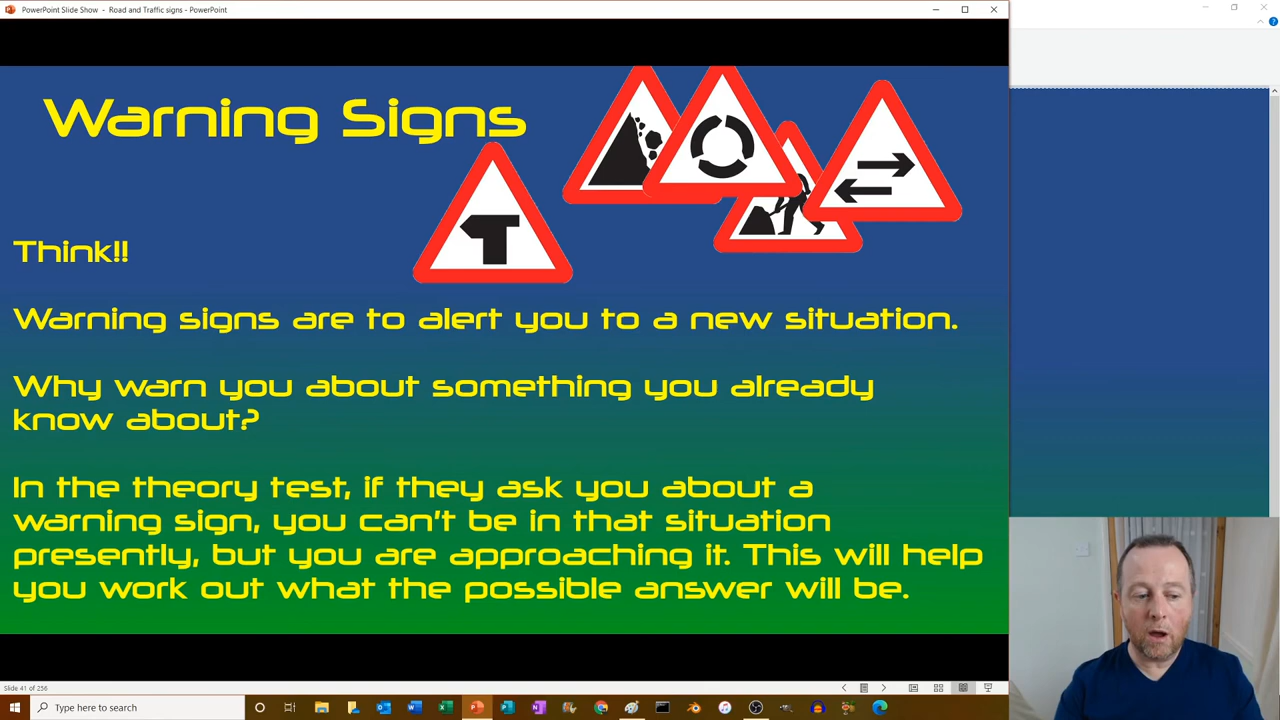 PowerPoint Slide Show - Road and Traffic signs - PowerPoint
Warning Signs
Think!!
Warning signs are to alert you to a new situation.
Why warn you about something you already
know about?
In the theory test, if they ask you about a
warning sign, you can't be in that situation
presently, but you are approaching it. This will help
you work out what the possible answer will be.
Slide 41 of 256
Type here to search